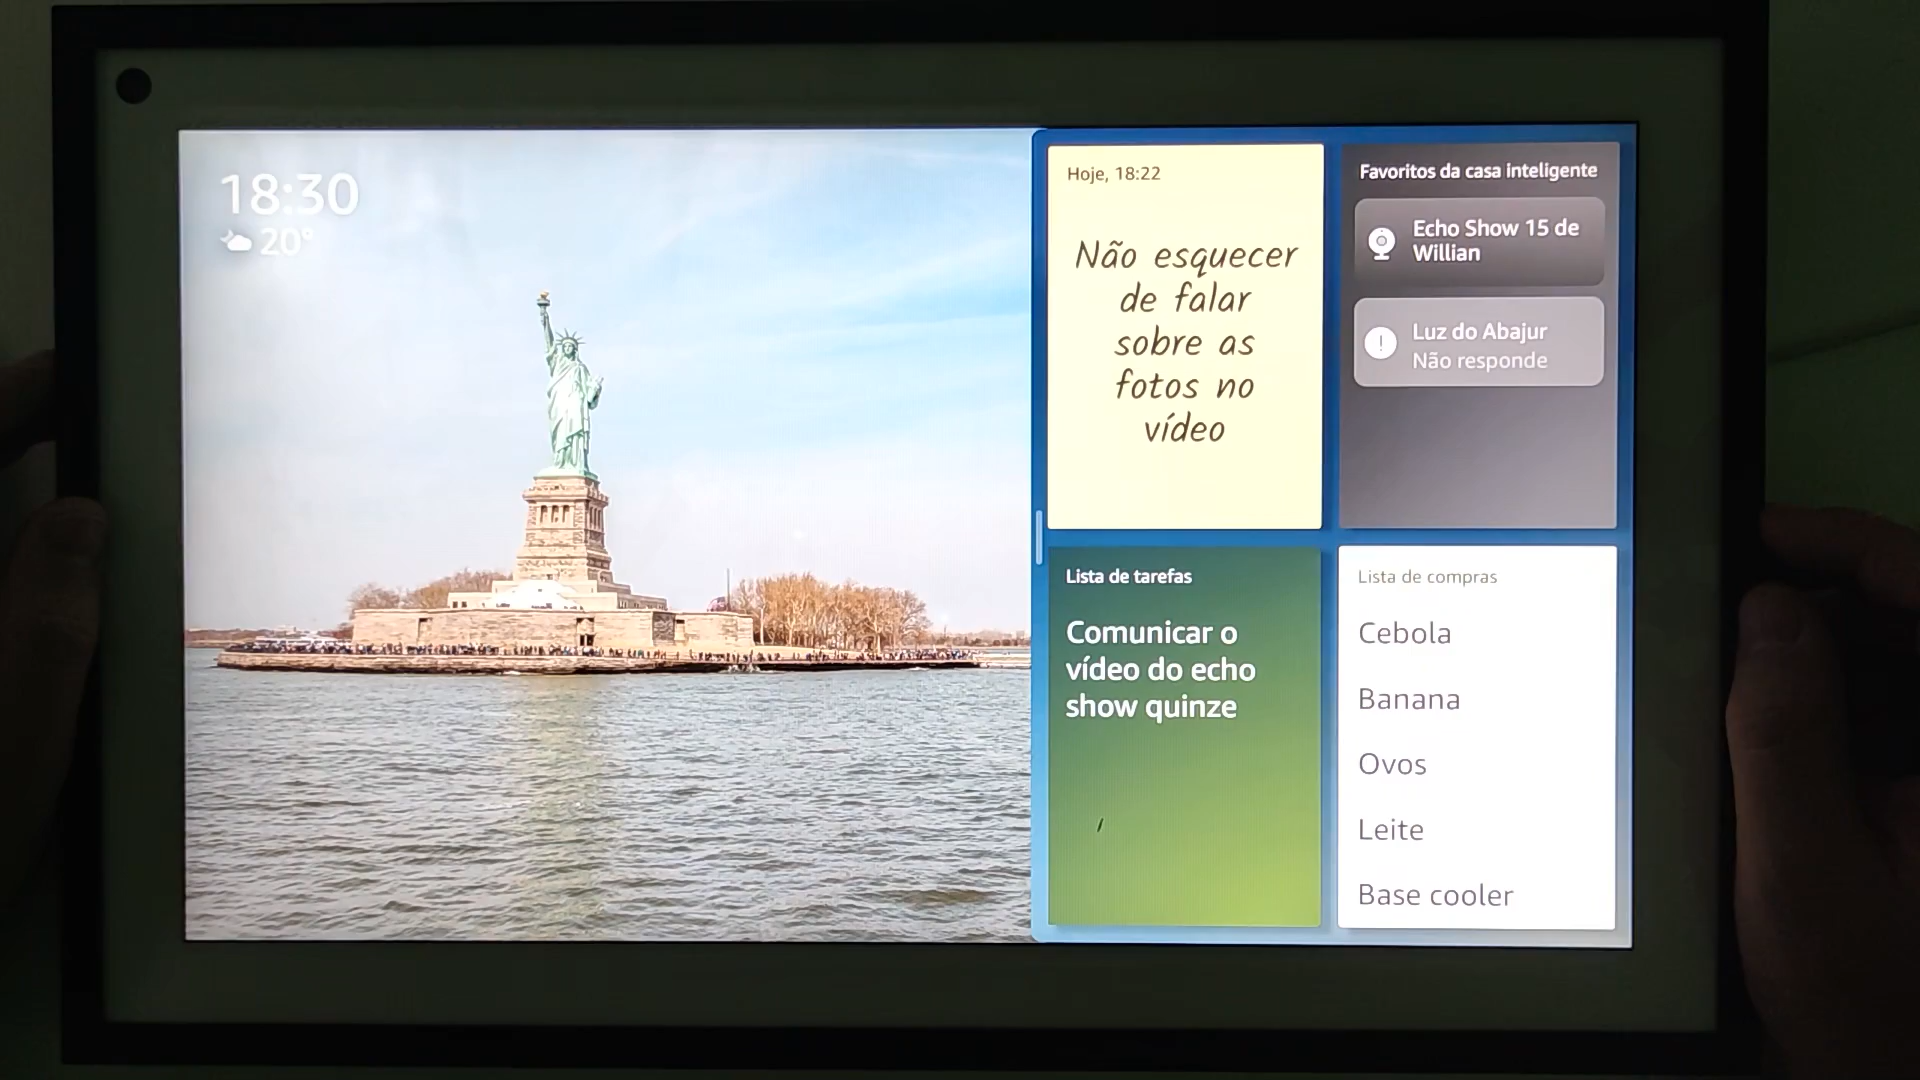 18:30
20°
Hoje, 18:22
Não esquecer
de falar
sobre as
fotos no
vídeo
Favoritos da casa inteligente
Echo Show 15 de
Willian
Luz do Abajur
Não responde
Lista de tarefas
Comunicar o
vídeo do echo
show quinze
Lista de compras
Cebola
Banana
Ovos
Leite
Base cooler